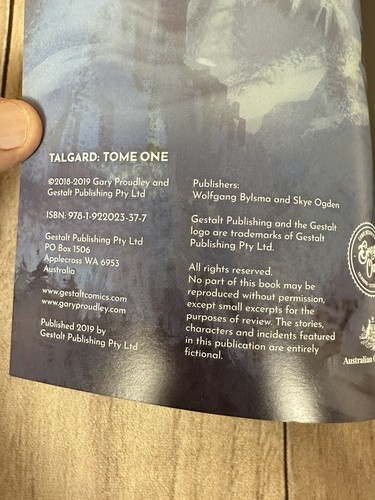 TALGARD: TOME ONE
©2018-2019 Gary Proudley and
Gestalt Publishing Pty Ltd
ISBN: 978-1-922023-37-7
Gestalt Publishing Pty Ltd
PO Box 1506
Applecross WA 6953
Australia
www.gestaltcomics.com
www.garyproudley.com
Published 2019 by
Gestalt Publishing Pty Ltd
Publishers:
Wolfgang Bylsma and Skye Ogden
Gestalt Publishing and the Gestalt
logo are trademarks of Gestalt
Publishing Pty Ltd.
All rights reserved.
No part of this book may be
reproduced without permission,
except small excerpts for the
purposes of review. The stories,
characters and incidents featured
in this publication are entirely
fictional.
Australian